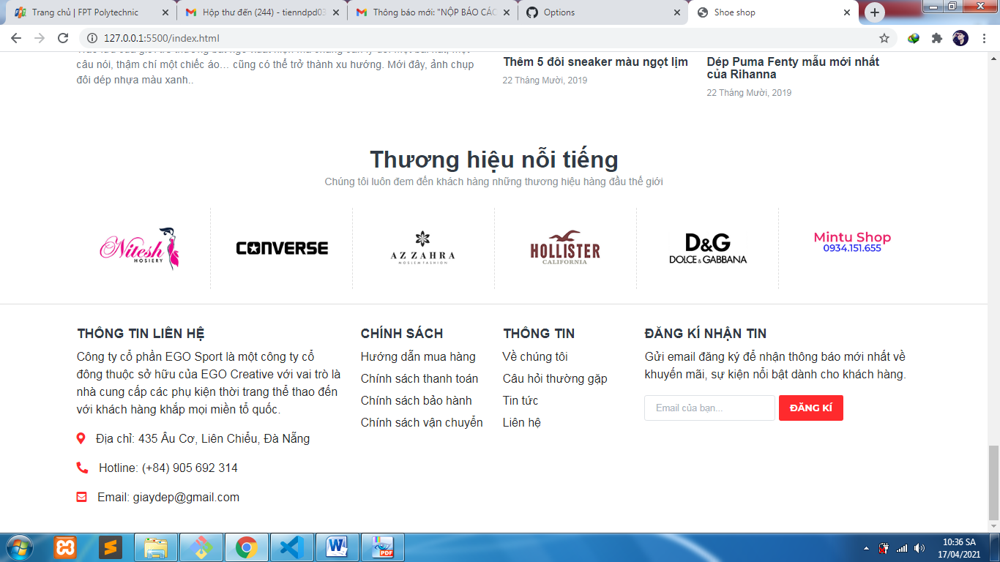 Trang chủ | FPT Polytechnic
Hộp thư đến (244) - tienndpd03
Thông báo mới: "NỘP BÁO CÁO
Options
Shoe shop
127.0.0.1:5500/index.html
câu nói, thậm chí một chiếc áo… cũng có thể trở thành xu hướng. Mới đây, ảnh chụp
đôi dép nhựa màu xanh..
Thêm 5 đôi sneaker màu ngọt lịm
22 Tháng Mười, 2019
Dép Puma Fenty mẫu mới nhất
của Rihanna
22 Tháng Mười, 2019
Thương hiệu nỗi tiếng
Chúng tôi luôn đem đến khách hàng những thương hiệu hàng đầu thế giới
Nitesh
HOSIERY
CONVERSE
AZ ZAHRA
MOSLEM FASHION
HOLLISTER
CALIFORNIA
D&G
DOLCE & GABBANA
Mintu Shop
0934.151.655
THÔNG TIN LIÊN HỆ
Công ty cổ phần EGO Sport là một công ty cổ
đông thuộc sở hữu của EGO Creative với vai trò là
nhà cung cấp các phụ kiện thời trang thể thao đến
với khách hàng khắp mọi miền tổ quốc.
Địa chỉ: 435 Âu Cơ, Liên Chiểu, Đà Nẵng
Hotline: (+84) 905 692 314
Email: giaydep@gmail.com
CHÍNH SÁCH
Hướng dẫn mua hàng
Chính sách thanh toán
Chính sách bảo hành
Chính sách vận chuyển
THÔNG TIN
Về chúng tôi
Câu hỏi thường gặp
Tin tức
Liên hệ
ĐĂNG KÍ NHẬN TIN
Gửi email đăng ký để nhận thông báo mới nhất về
khuyến mãi, sự kiện nổi bật dành cho khách hàng.
Email của bạn...
ĐĂNG KÍ
PDF
10:36 SA
17/04/2021